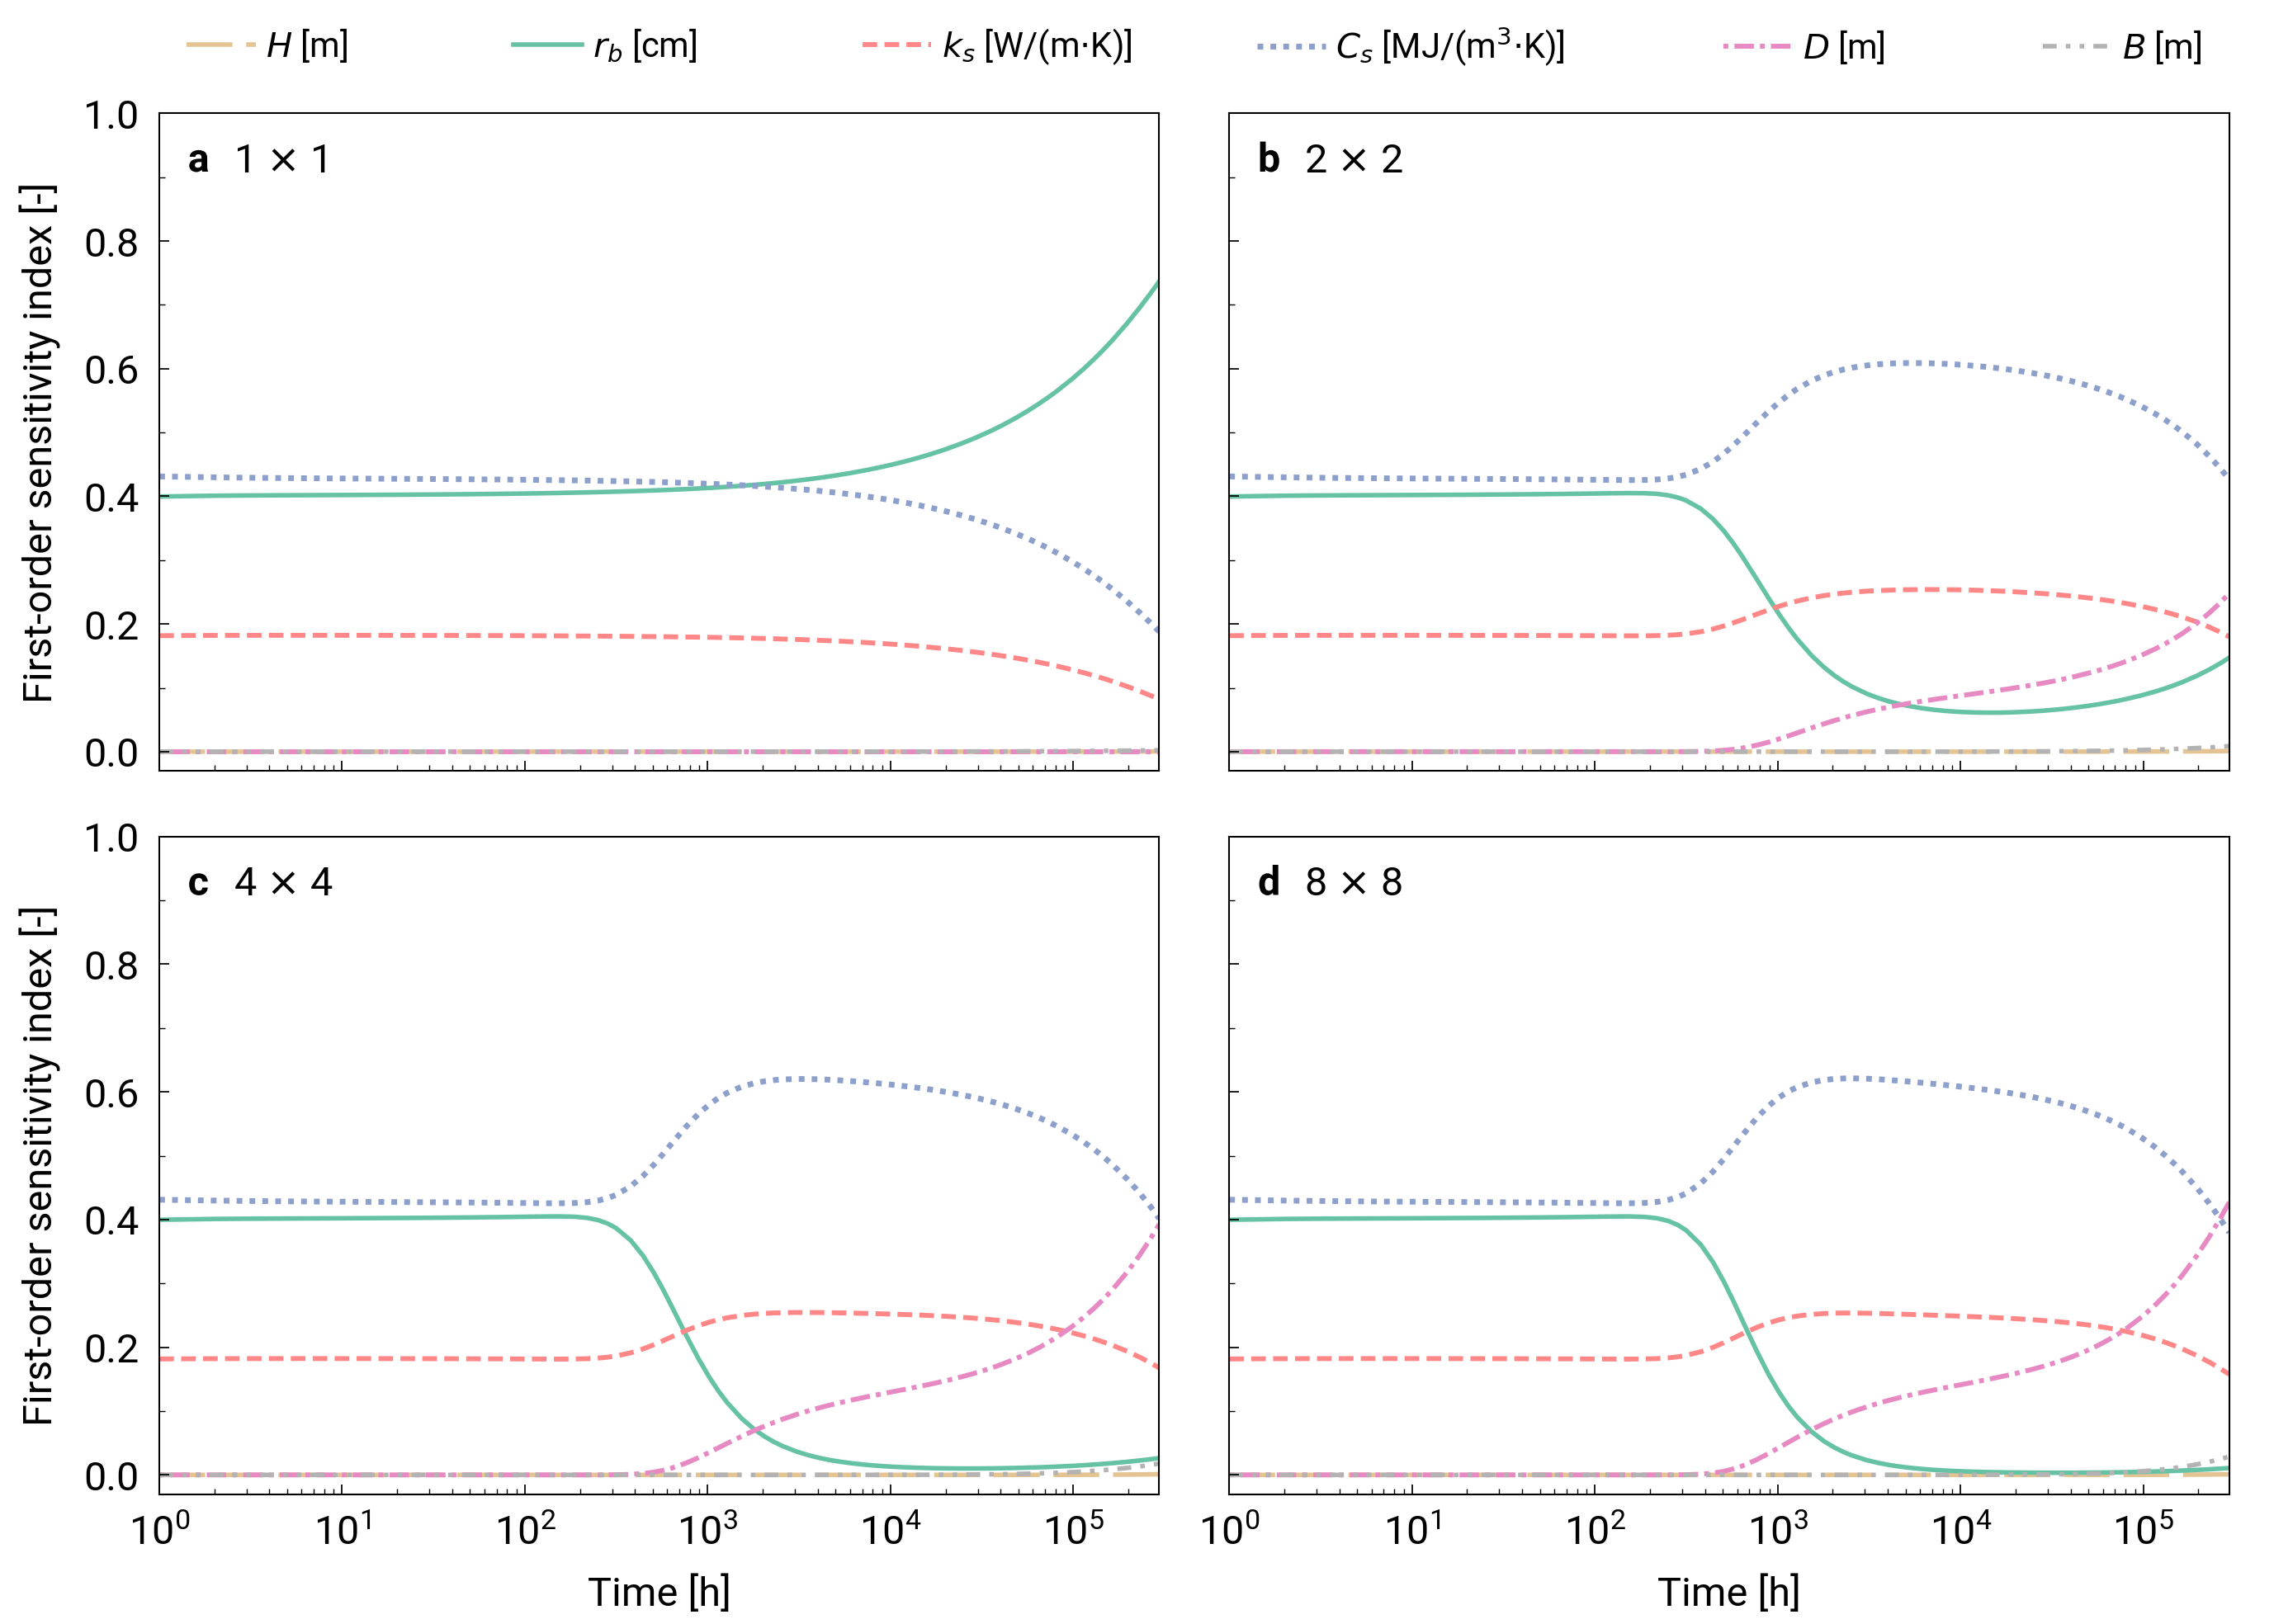 H [m] r_b [cm] k_s [W/(m·K)] C_s [MJ/(m³·K)] D [m] B [m]
a 1 × 1
b 2 × 2
First-order sensitivity index [-]
1.0
0.8
0.6
0.4
0.2
0.0
c 4 × 4
d 8 × 8
First-order sensitivity index [-]
1.0
0.8
0.6
0.4
0.2
0.0
10⁰ 10¹ 10² 10³ 10⁴ 10⁵
10⁰ 10¹ 10² 10³ 10⁴ 10⁵
Time [h]
Time [h]